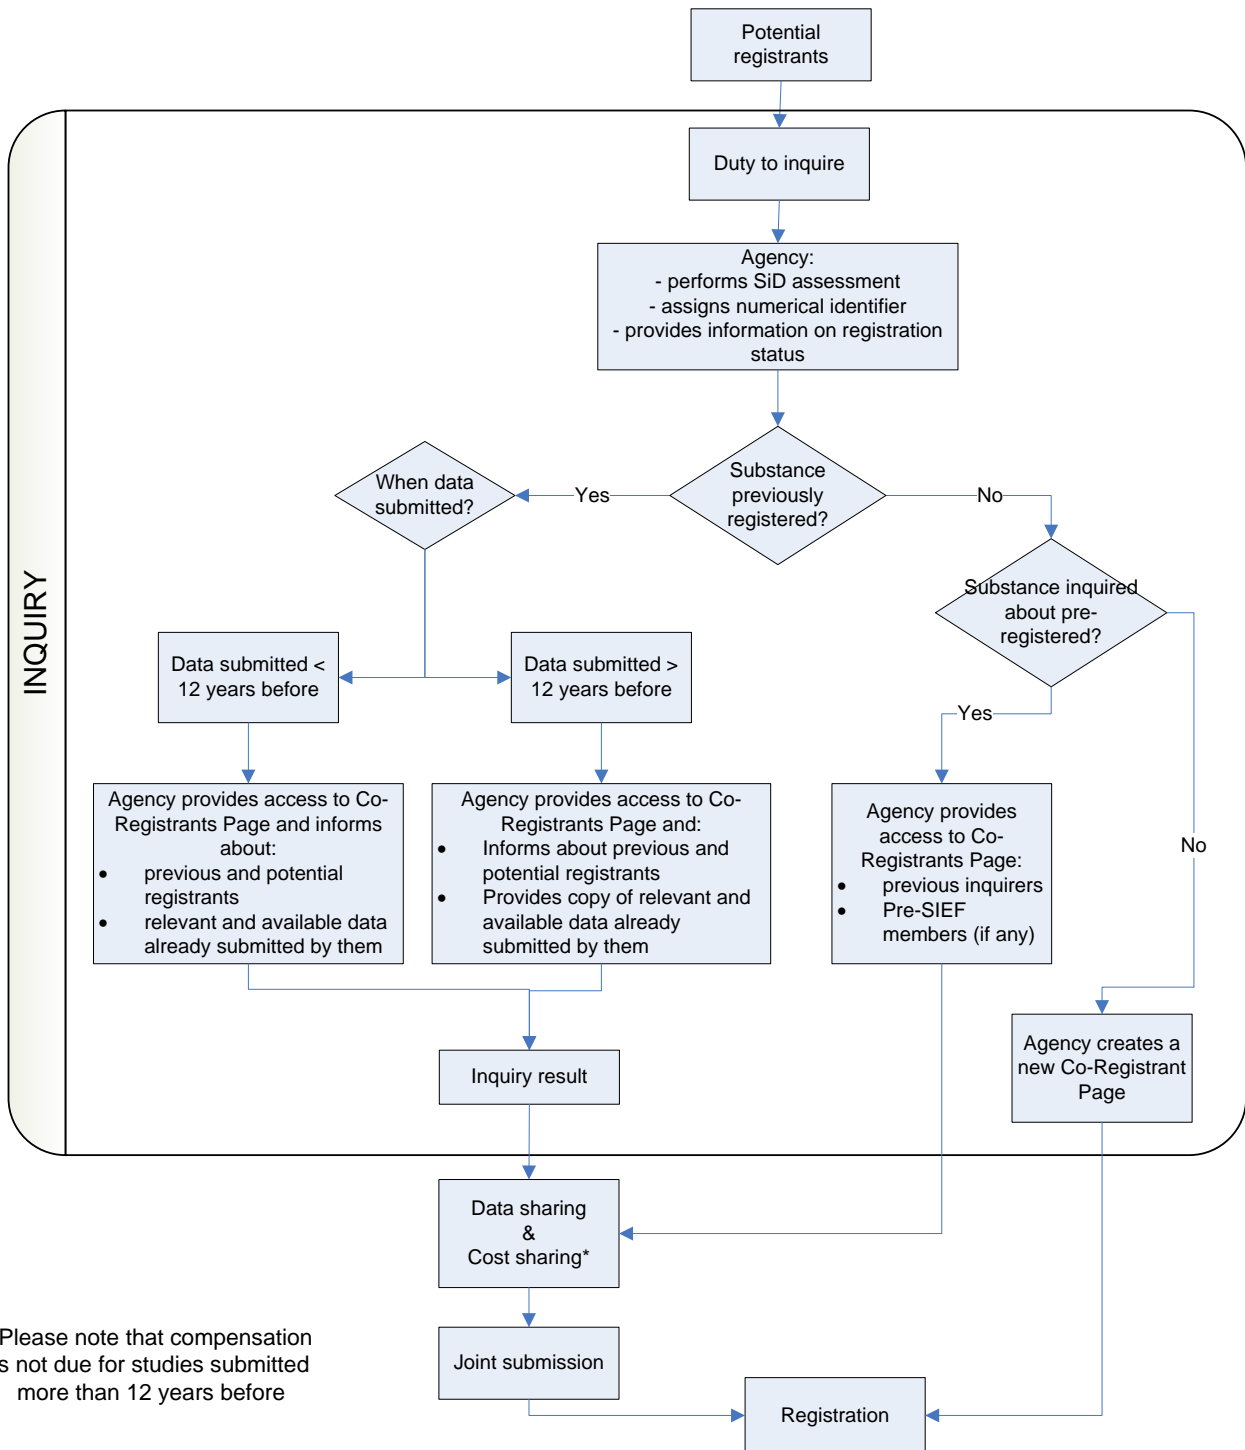 Potential
registrants
Duty to inquire
Agency:
- performs SiD assessment
- assigns numerical identifier
- provides information on registration
status
When data
submitted?
Yes
Substance
previously
registered?
No
Substance inquired
about pre-
registered?
INQUIRY
Data submitted <
12 years before
Data submitted >
12 years before
Yes
No
Agency provides access to Co-
Registrants Page and informs
about:
• previous and potential
registrants
• relevant and available data
already submitted by them
Agency provides access to Co-
Registrants Page and:
• Informs about previous and
potential registrants
• Provides copy of relevant and
available data already
submitted by them
Agency provides
access to Co-
Registrants Page:
• previous inquirers
• Pre-SIEF
members (if any)
Agency creates a
new Co-Registrant
Page
Inquiry result
Data sharing
&
Cost sharing*
Please note that compensation
s not due for studies submitted
more than 12 years before
Joint submission
Registration